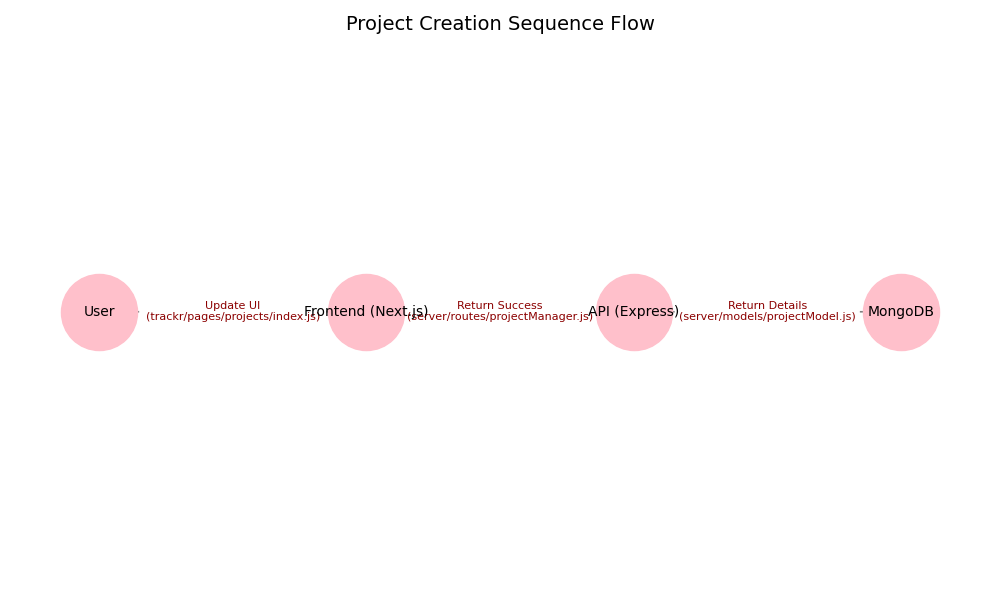 Project Creation Sequence Flow
User
Update UI
(trackr/pages/projects/index.js)
Frontend (Next.js)
Return Success
(server/routes/projectManager.js)
API (Express)
Return Details
(server/models/projectModel.js)
MongoDB